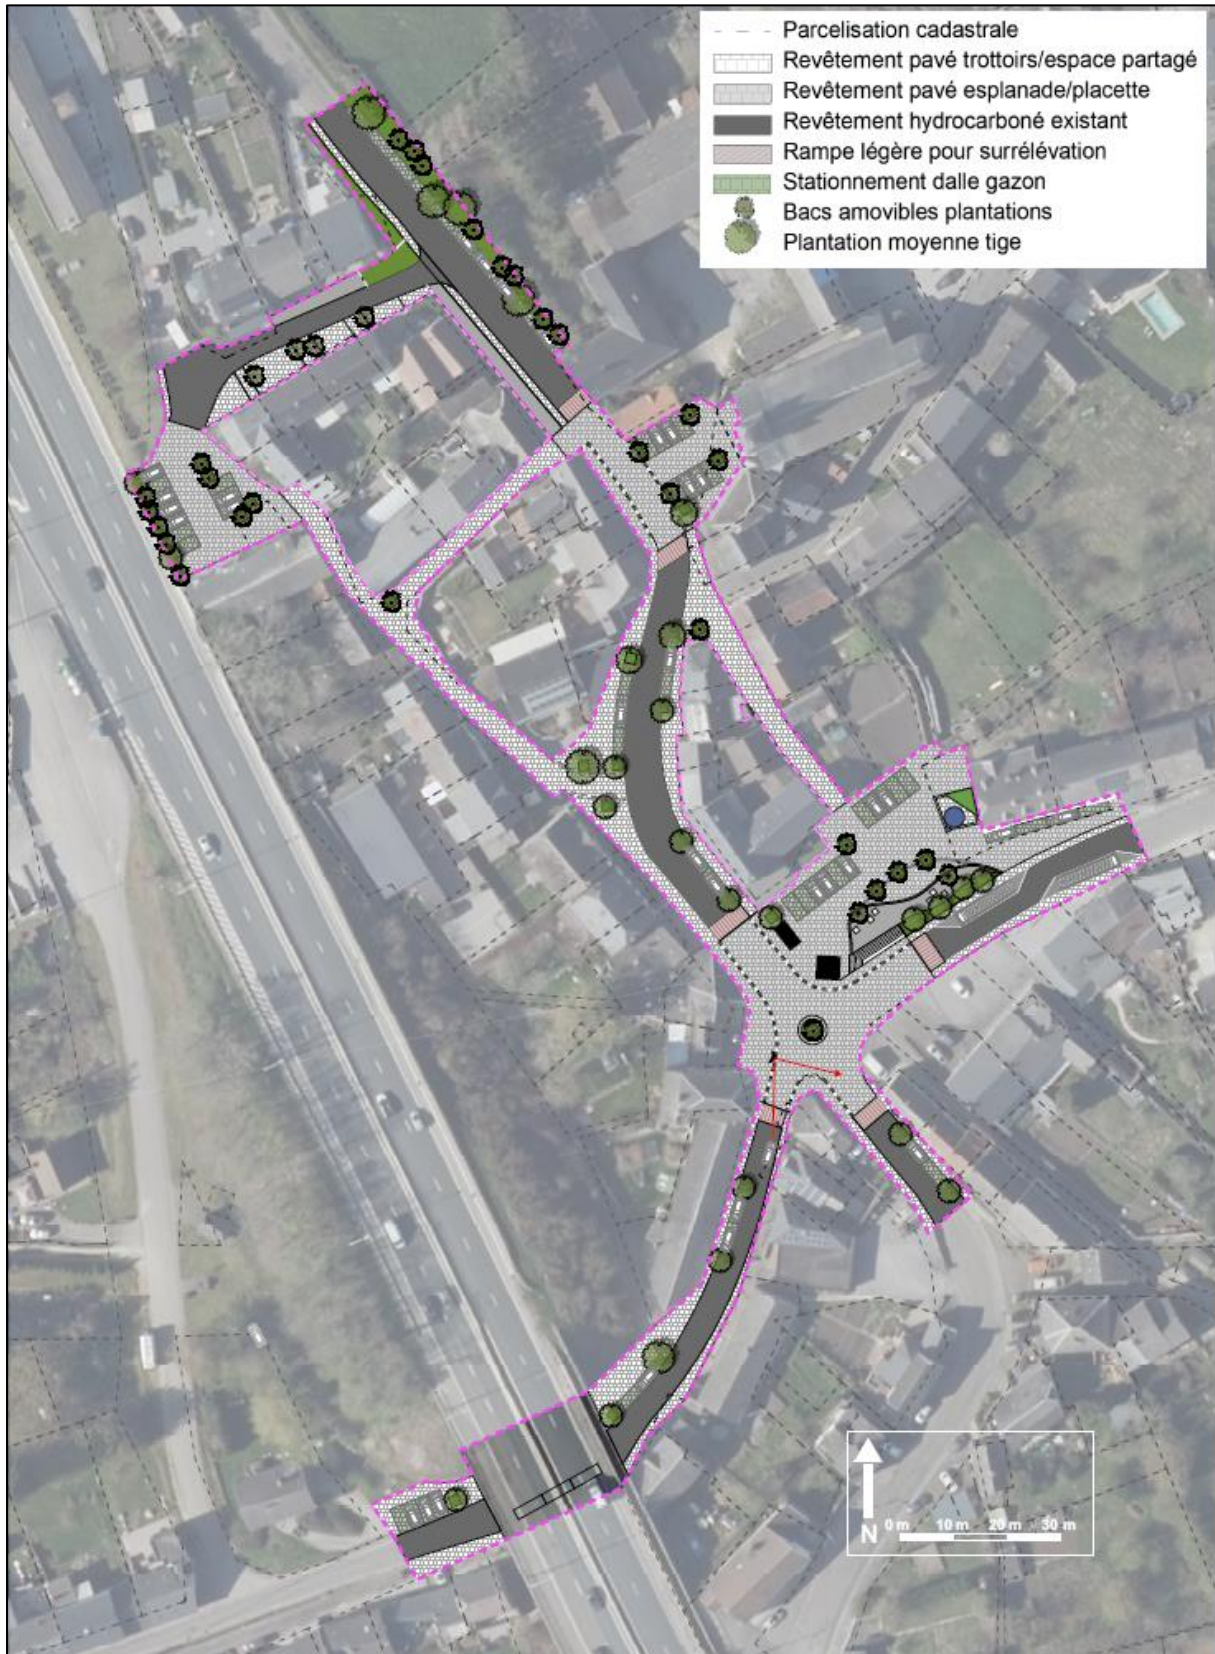 Parcelisation cadastrale
Revêtement pavé trottoirs/espace partagé
Revêtement pavé esplanade/placette
Revêtement hydrocarboné existant
Rampe légère pour surrélévation
Stationnement dalle gazon
Bacs amovibles plantations
Plantation moyenne tige
0 m 10 m 20 m 30 m
N